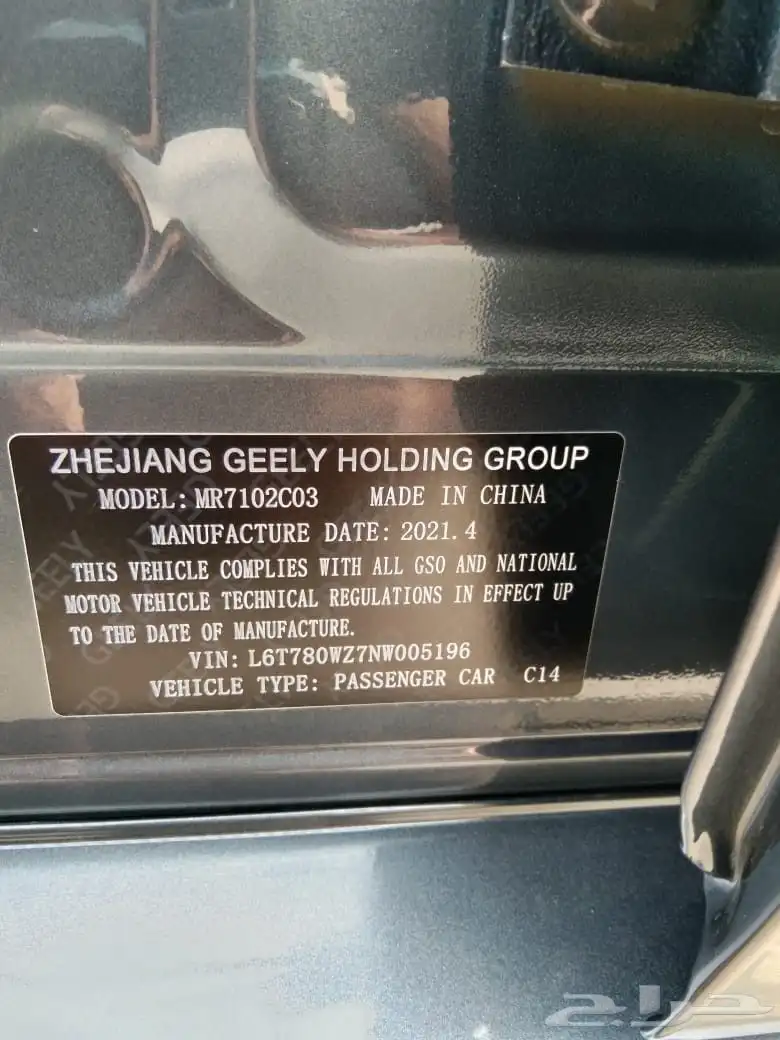 ZHEJIANG GEELY HOLDING GROUP
MODEL: MR7102C03 MADE IN CHINA
MANUFACTURE DATE: 2021.4
THIS VEHICLE COMPLIES WITH ALL GSO AND NATIONAL
MOTOR VEHICLE TECHNICAL REGULATIONS IN EFFECT UP
TO THE DATE OF MANUFACTURE.
VIN: L6T780WZ7NW005196
VEHICLE TYPE: PASSENGER CAR C14
حراج